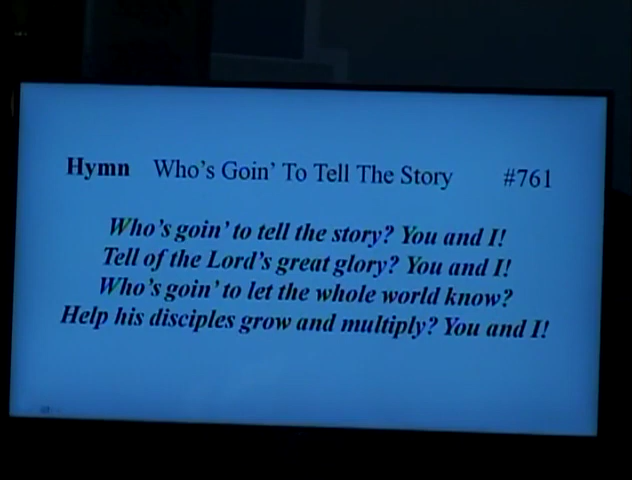 Hymn Who's Goin' To Tell The Story #761
Who's goin' to tell the story? You and I!
Tell of the Lord's great glory? You and I!
Who's goin' to let the whole world know?
Help his disciples grow and multiply? You and I!